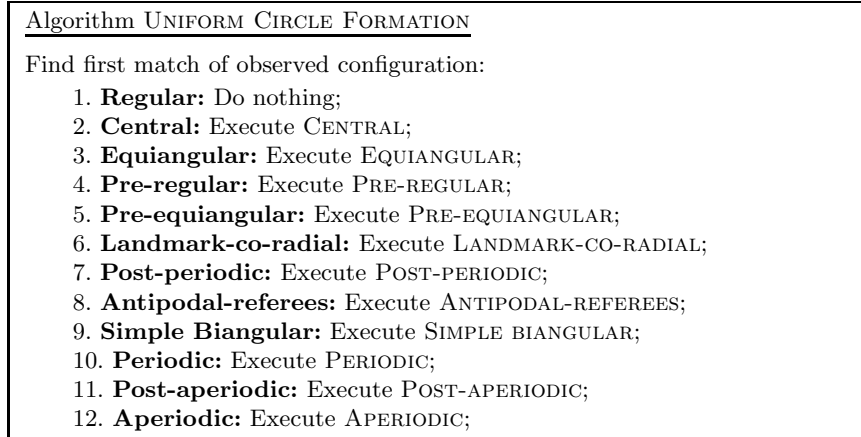 Algorithm UNIFORM CIRCLE FORMATION
Find first match of observed configuration:
1. Regular: Do nothing;
2. Central: Execute CENTRAL;
3. Equiangular: Execute EQUIANGULAR;
4. Pre-regular: Execute PRE-REGULAR;
5. Pre-equiangular: Execute PRE-EQUIANGULAR;
6. Landmark-co-radial: Execute LANDMARK-CO-RADIAL;
7. Post-periodic: Execute POST-PERIODIC;
8. Antipodal-referees: Execute ANTIPODAL-REFEREES;
9. Simple Biangular: Execute SIMPLE BIANGULAR;
10. Periodic: Execute PERIODIC;
11. Post-aperiodic: Execute POST-APERIODIC;
12. Aperiodic: Execute APERIODIC;